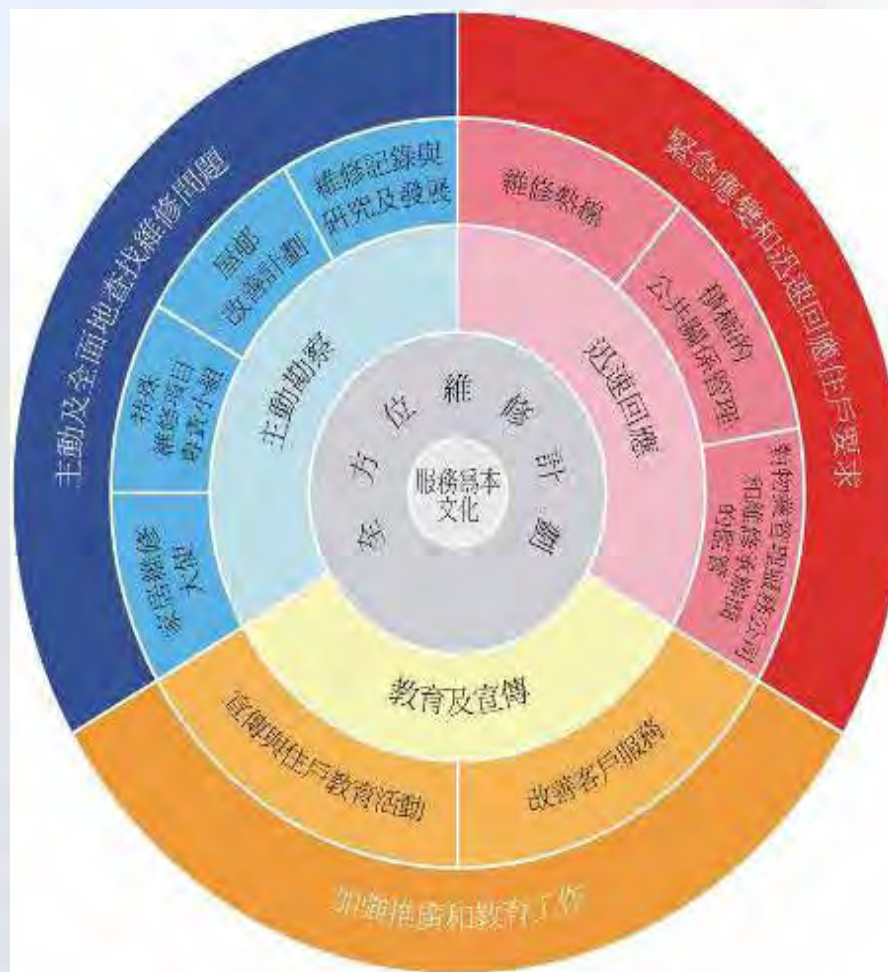 服務為本
文化
全方位維修計劃
主動勘察
迅速回應
教育及宣傳
維修記錄與
研究及發展
屋邨
改善計劃
特殊
維修項目
專責小組
家居維修
大使
維修熱線
積極的
公共關係管理
對物業管理服務公司
和維修承辦商
的監管
宣傳與住戶教育活動
改善客戶服務
主動及全面地查找維修問題
緊急應變和迅速回應住戶要求
加強推廣和教育工作